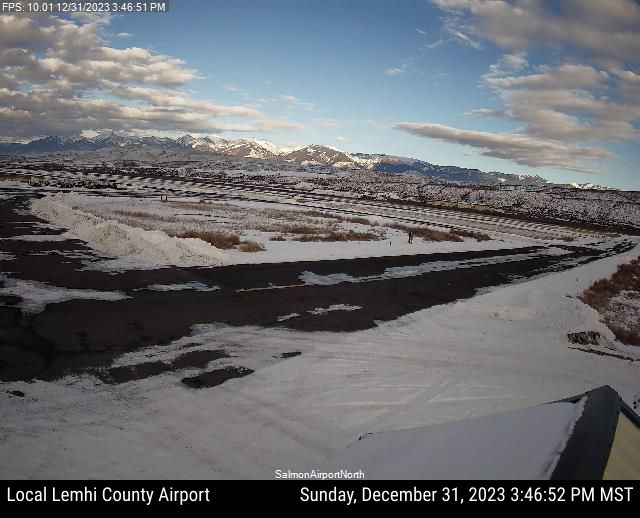 FPS: 10.01 12/31/2023 3:46:51 PM
SalmonAirportNorth
Local Lemhi County Airport Sunday, December 31, 2023 3:46:52 PM MST